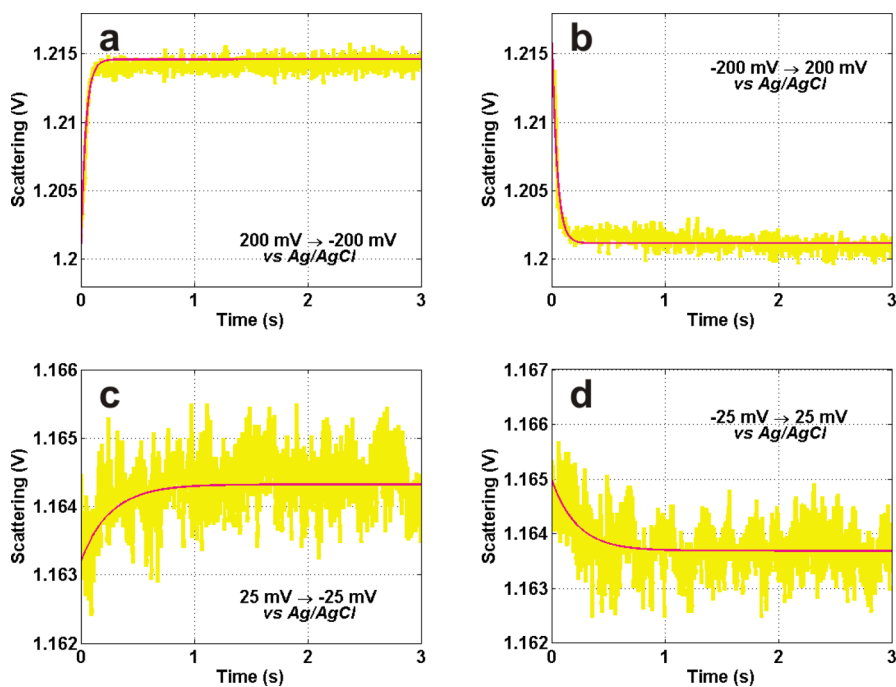 a
Scattering (V)
1.215
1.21
1.205
1.2
200 mV → -200 mV
vs Ag/AgCl
0 1 2 3
Time (s)
b
Scattering (V)
1.215
1.21
1.205
1.2
-200 mV → 200 mV
vs Ag/AgCl
0 1 2 3
Time (s)
c
Scattering (V)
1.166
1.165
1.164
1.163
1.162
25 mV → -25 mV
vs Ag/AgCl
0 1 2 3
Time (s)
d
Scattering (V)
1.167
1.166
1.165
1.164
1.163
1.162
-25 mV → 25 mV
vs Ag/AgCl
0 1 2 3
Time (s)